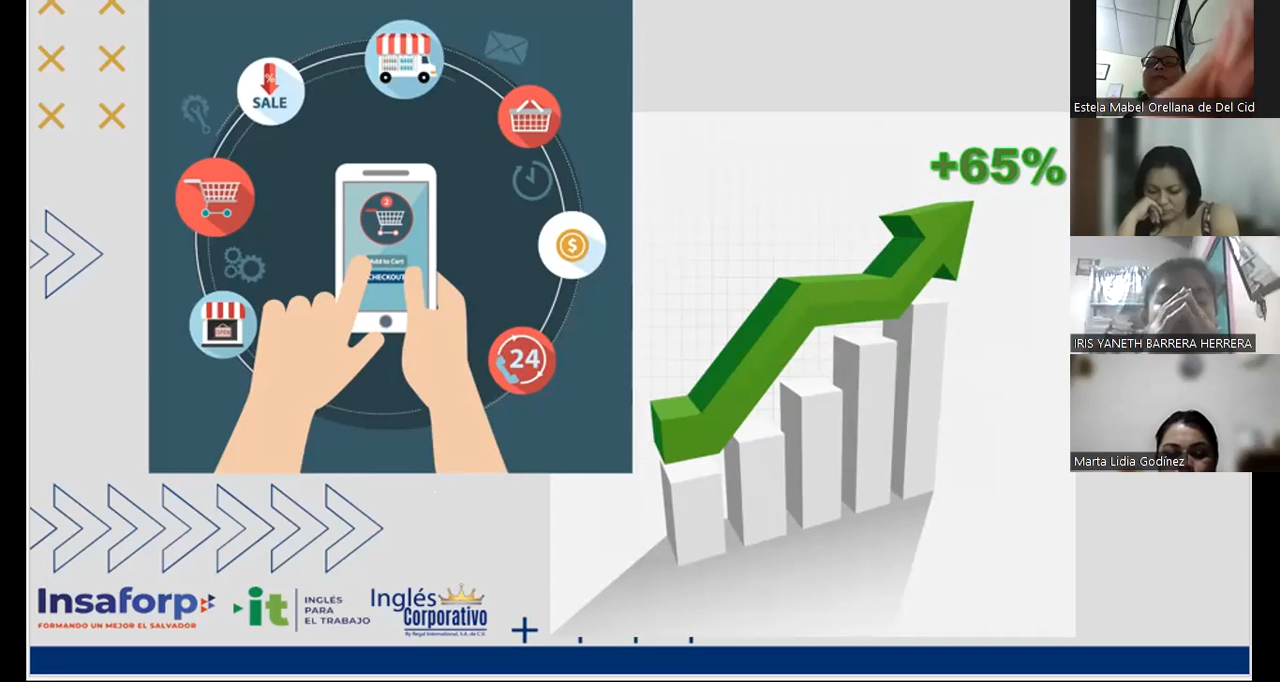 %
SALE
2
Add to Cart
CHECKOUT
OPEN
$
24
+65%
Insaforp
FORMANDO UN MEJOR EL SALVADOR
it
INGLÉS
PARA
EL TRABAJO
Inglés
Corporativo
By Regal International, S.A. de C.V.
Estela Mabel Orellana de Del Cid
IRIS YANETH BARRERA HERRERA
Marta Lidia Godínez